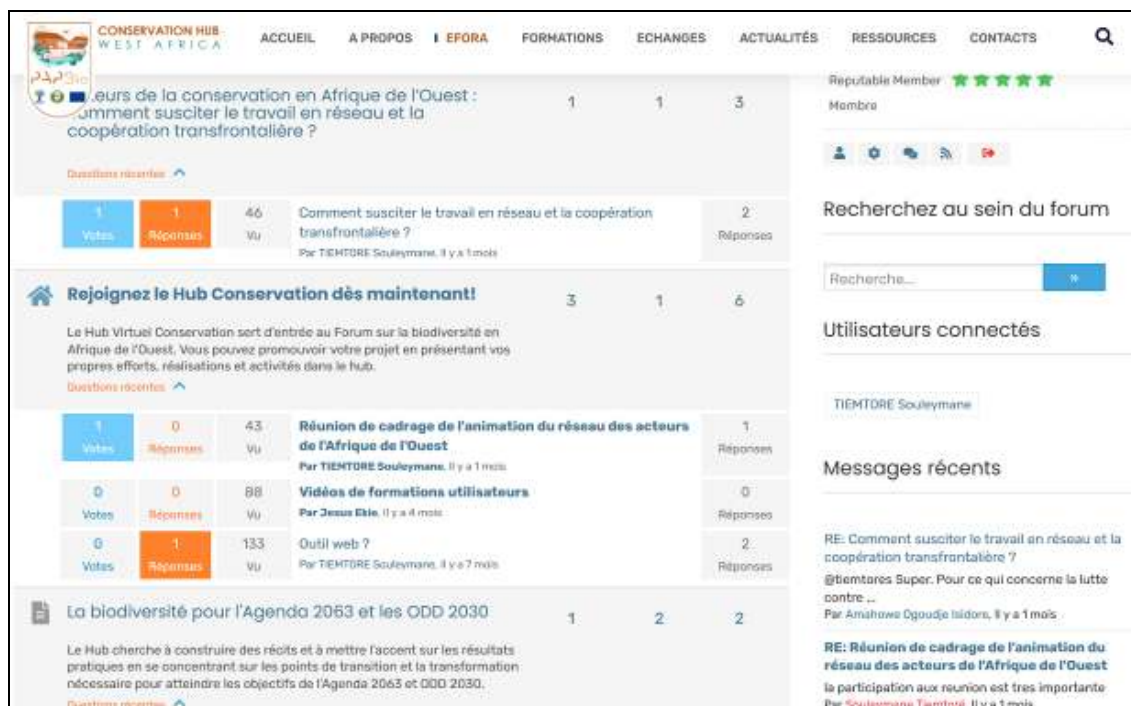 CONSERVATION HUB
WEST AFRICA
ACCUEIL
A PROPOS
EFORA
FORMATIONS
ECHANGES
ACTUALITÉS
RESSOURCES
CONTACTS
eurs de la conservation en Afrique de l'Ouest :
comment susciter le travail en réseau et la
coopération transfrontalière ?
1 1 3
Questions récentes
1 Votes
1 Réponses
46 Vu
Comment susciter le travail en réseau et la coopération
transfrontalière ?
Par TIEMTORE Souleymane, Il y a 1 mois
2 Réponses
Rejoignez le Hub Conservation dès maintenant!
3 1 6
Le Hub Virtuel Conservation sert d'entrée au Forum sur la biodiversité en
Afrique de l'Ouest. Vous pouvez promouvoir votre projet en présentant vos
propres efforts, réalisations et activités dans le hub.
Questions récentes
1 Votes
0 Réponses
43 Vu
Réunion de cadrage de l'animation du réseau des acteurs
de l'Afrique de l'Ouest
Par TIEMTORE Souleymane, Il y a 1 mois
1 Réponses
0 Votes
0 Réponses
88 Vu
Vidéos de formations utilisateurs
Par Jesus Ekie, Il y a 4 mois
0 Réponses
0 Votes
1 Réponses
133 Vu
Outil web ?
Par TIEMTORE Souleymane, Il y a 7 mois
2 Réponses
La biodiversité pour l'Agenda 2063 et les ODD 2030
1 2 2
Le Hub cherche à construire des récits et à mettre l'accent sur les résultats
pratiques en se concentrant sur les points de transition et la transformation
nécessaire pour atteindre les objectifs de l'Agenda 2063 et ODD 2030.
Questions récentes
Reputable Member
Membre
Recherchez au sein du forum
Recherche...
»
Utilisateurs connectés
TIEMTORE Souleymane
Messages récents
RE: Comment susciter le travail en réseau et la
coopération transfrontalière ?
@tiemtores Super. Pour ce qui concerne la lutte
contre ...
Par Amahowe Ogoudje Isidore, Il y a 1 mois
RE: Réunion de cadrage de l'animation du
réseau des acteurs de l'Afrique de l'Ouest
la participation aux reunion est tres importante
Par Souleymane Tiemtoré, Il y a 1 mois